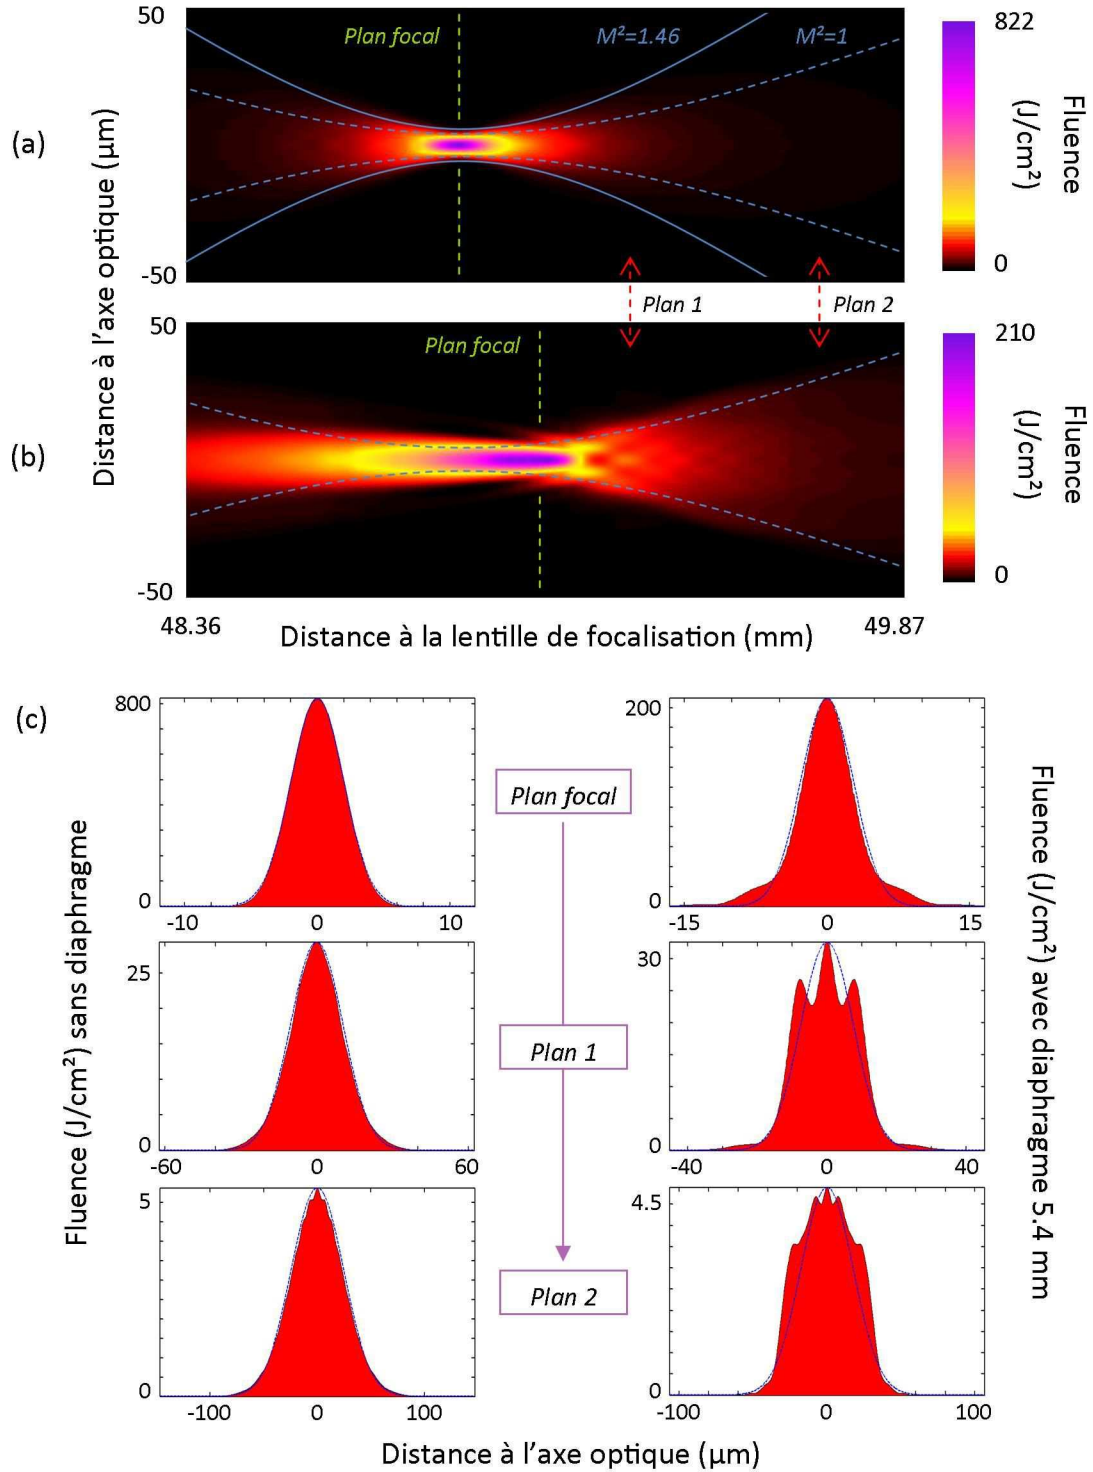 50
Plan focal
M²=1.46
M²=1
822
(a)
Fluence
(J/cm²)
0
-50
Distance à l'axe optique (µm)
Plan 1
Plan 2
50
Plan focal
210
(b)
Fluence
(J/cm²)
0
-50
48.36
Distance à la lentille de focalisation (mm)
49.87
(c)
Fluence (J/cm²) sans diaphragme
800
0
-10
0
10
Plan focal
200
0
-15
0
15
25
0
-60
0
60
Plan 1
30
0
-40
0
40
5
0
-100
0
100
Plan 2
4.5
0
-100
0
100
Fluence (J/cm²) avec diaphragme 5.4 mm
Distance à l'axe optique (µm)